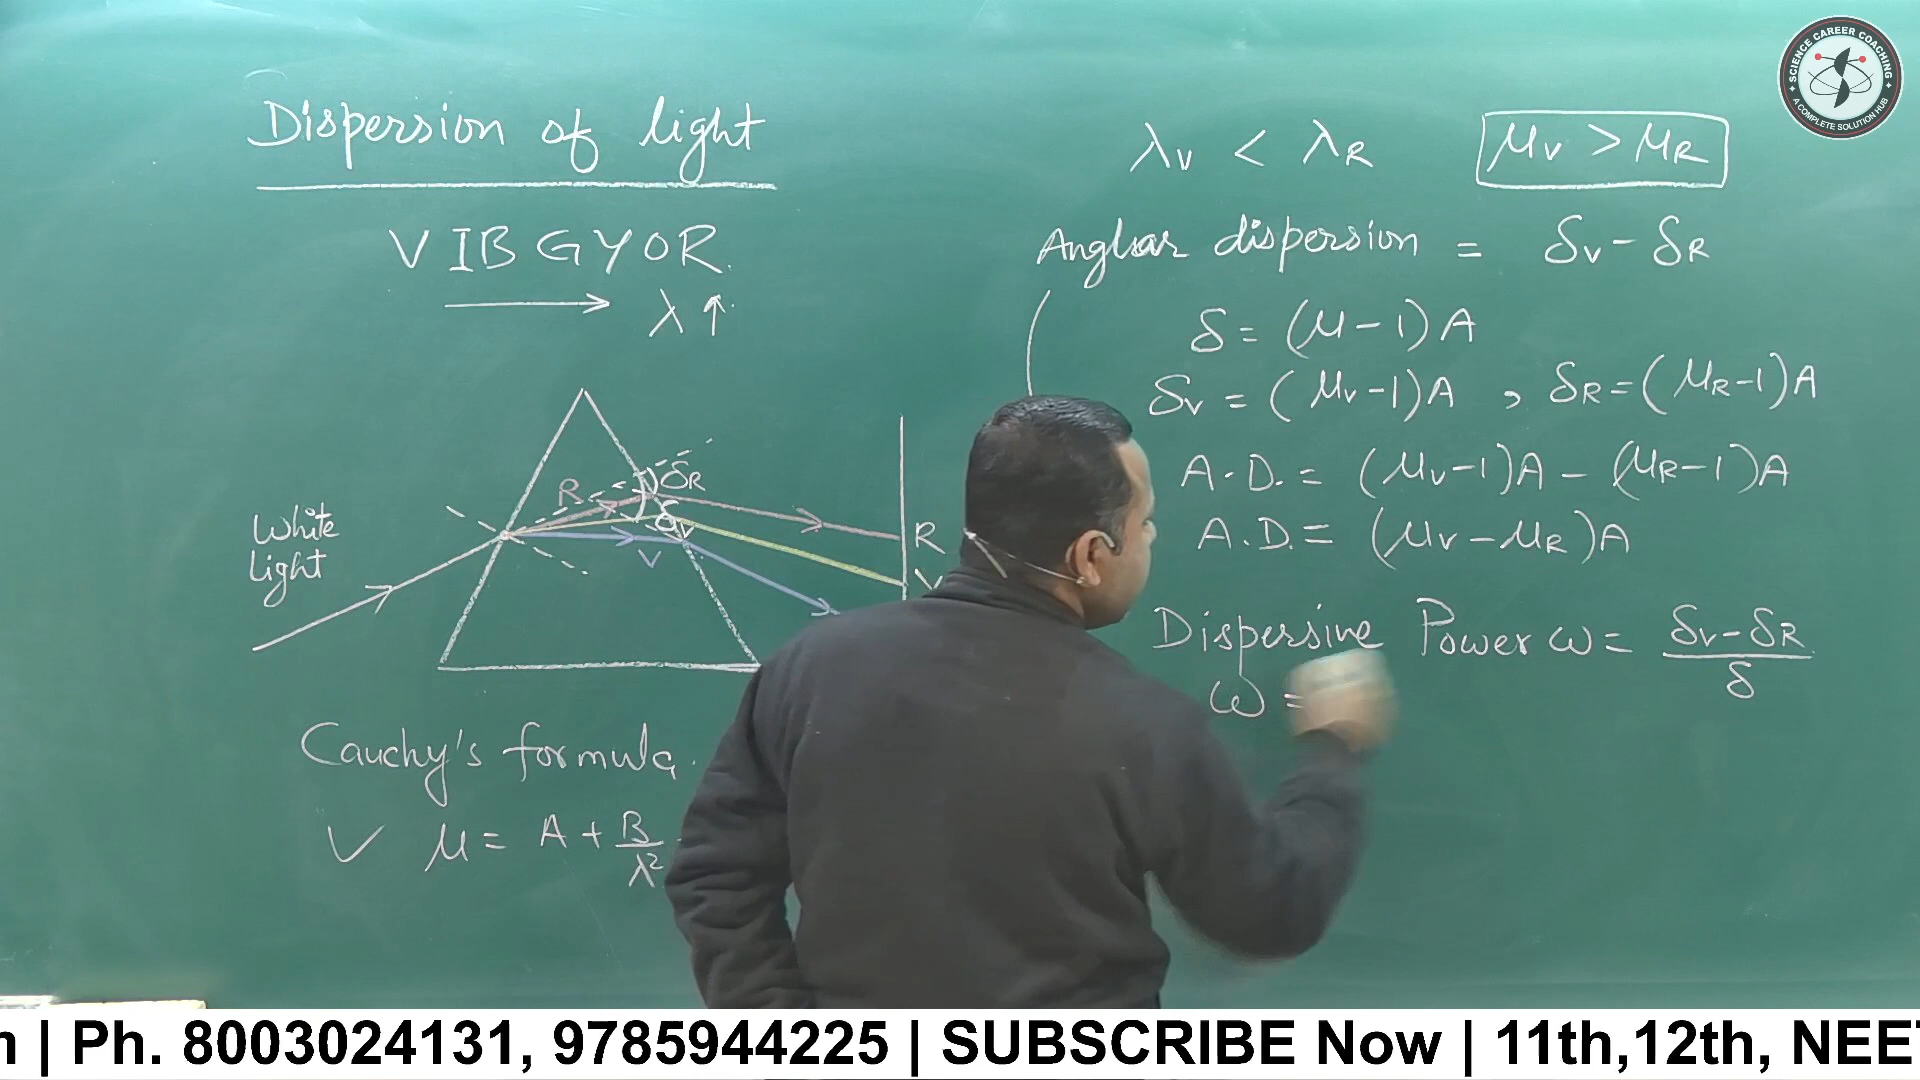 Dispersion of light
VIBGYOR.
λ↑
White
light
R
δR
δv
V
R
Cauchy's formula.
V μ = A + B/λ²
λv < λR
μv > μR
Angluar dispersion = δv - δR
δ = (μ - 1)A
δv = (μv-1)A , δR = (μR-1)A
A.D. = (μv-1)A - (μR-1)A
A.D. = (μv-μR)A
Dispersive Power ω = δv-δR/δ
ω =
SCIENCE CAREER COACHING
A COMPLETE SOLUTION HUB
| Ph. 8003024131, 9785944225 | SUBSCRIBE Now | 11th,12th, NEE